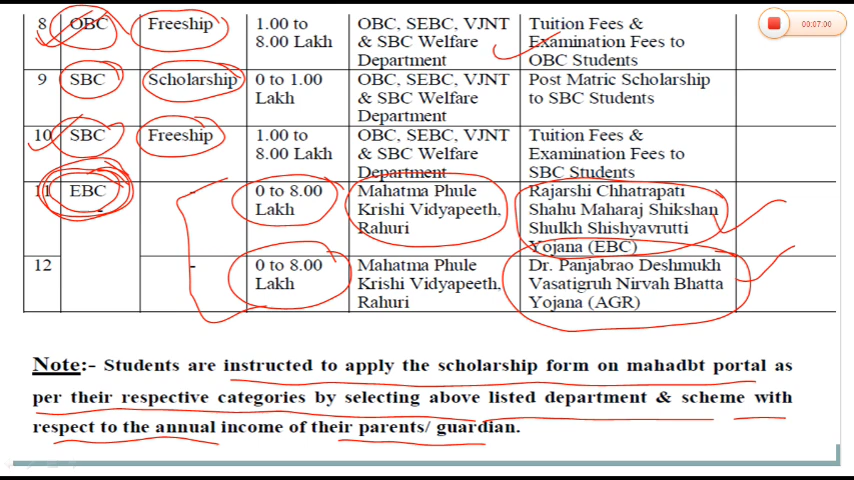 8 OBC Freeship 1.00 to OBC, SEBC, VJNT Tuition Fees &
8.00 Lakh & SBC Welfare Examination Fees to
Department OBC Students
9 SBC Scholarship 0 to 1.00 OBC, SEBC, VJNT Post Matric Scholarship
Lakh & SBC Welfare to SBC Students
Department
10 SBC Freeship 1.00 to OBC, SEBC, VJNT Tuition Fees &
8.00 Lakh & SBC Welfare Examination Fees to
Department SBC Students
11 EBC - 0 to 8.00 Mahatma Phule Rajarshi Chhatrapati
Lakh Krishi Vidyapeeth, Shahu Maharaj Shikshan
Rahuri Shulkh Shishyavrutti
Yojana (EBC)
12 - 0 to 8.00 Mahatma Phule Dr. Panjabrao Deshmukh
Lakh Krishi Vidyapeeth, Vasatigruh Nirvah Bhatta
Rahuri Yojana (AGR)
Note:- Students are instructed to apply the scholarship form on mahadbt portal as
per their respective categories by selecting above listed department & scheme with
respect to the annual income of their parents/ guardian.
00:07:00